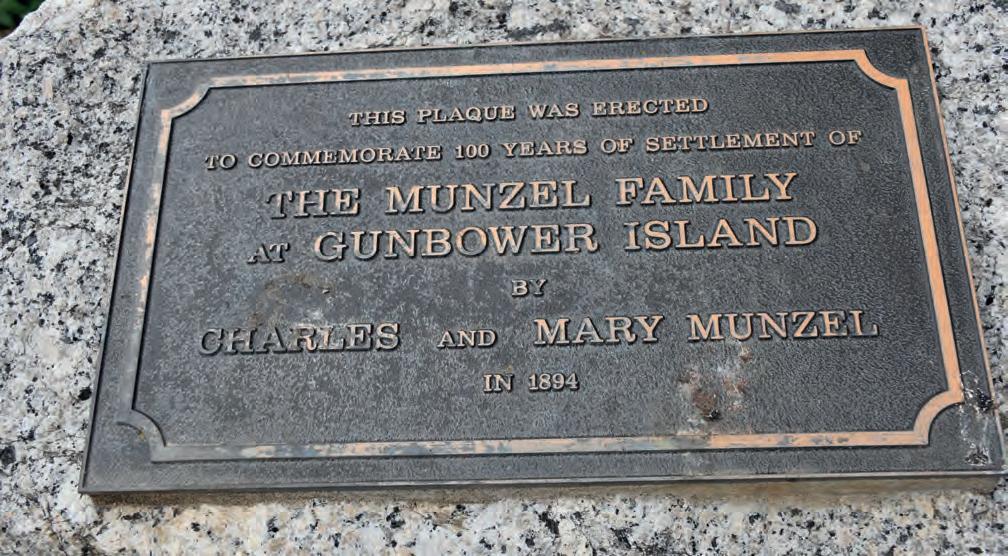 THIS PLAQUE WAS ERECTED
TO COMMEMORATE 100 YEARS OF SETTLEMENT OF
THE MUNZEL FAMILY
AT GUNBOWER ISLAND
BY
CHARLES AND MARY MUNZEL
IN 1894